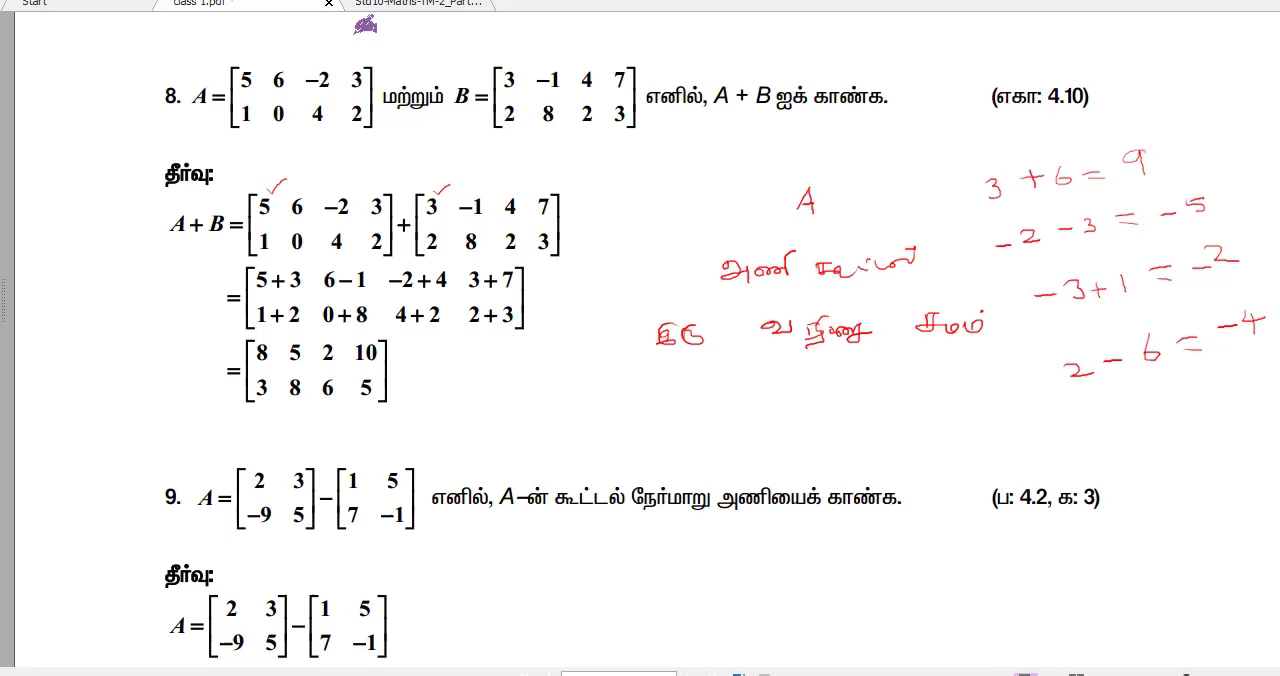 Start
class 1.pdf *
x
Std10-Maths-TM-2_Part...
8. A = [5 6 −2 3] மற்றும் B = [3 −1 4 7] எனில், A + B ஐக் காண்க. (எகா: 4.10)
[1 0 4 2] [2 8 2 3]
தீர்வு:
A + B = [5 6 −2 3] + [3 −1 4 7]
[1 0 4 2] [2 8 2 3]
= [5 + 3 6 − 1 −2 + 4 3 + 7]
[1 + 2 0 + 8 4 + 2 2 + 3]
= [8 5 2 10]
[3 8 6 5]
A
அணி
இரு
சமம்
3 + 6 = 9
- 2 - 3 = - 5
- 3 + 1 = - 2
2 - 6 = - 4
9. A = [2 3] − [1 5] எனில், A–ன் கூட்டல் நேர்மாறு அணியைக் காண்க. (ப: 4.2, க: 3)
[−9 5] [7 −1]
தீர்வு:
A = [2 3] − [1 5]
[−9 5] [7 −1]